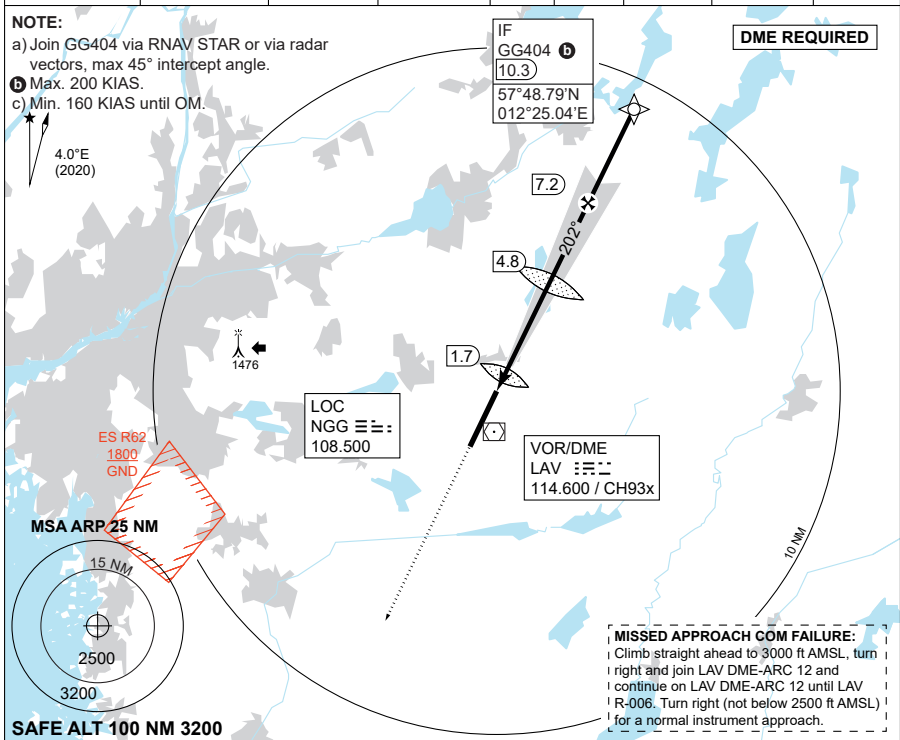 NOTE:
a) Join GG404 via RNAV STAR or via radar
vectors, max 45° intercept angle.
b Max. 200 KIAS.
c) Min. 160 KIAS until OM.
4.0°E
(2020)
IF
GG404 b
10.3
57°48.79'N
012°25.04'E
DME REQUIRED
7.2
202°
4.8
1476
1.7
LOC
NGG
108.500
VOR/DME
LAV
114.600 / CH93x
ES R62
1800
GND
MSA ARP 25 NM
15 NM
2500
3200
SAFE ALT 100 NM 3200
10 NM
MISSED APPROACH COM FAILURE:
Climb straight ahead to 3000 ft AMSL, turn
right and join LAV DME-ARC 12 and
continue on LAV DME-ARC 12 until LAV
R-006. Turn right (not below 2500 ft AMSL)
for a normal instrument approach.